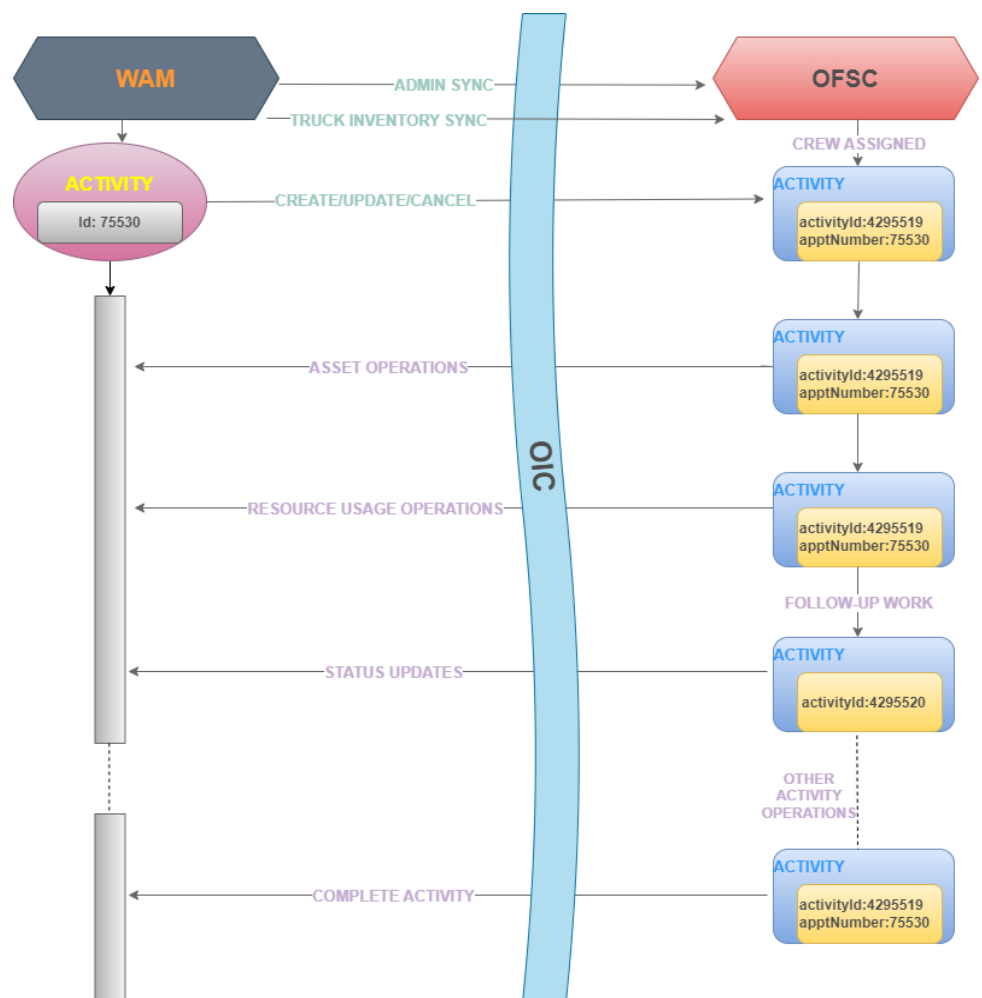 WAM
OFSC
ADMIN SYNC
TRUCK INVENTORY SYNC
CREW ASSIGNED
ACTIVITY
Id: 75530
CREATE/UPDATE/CANCEL
ACTIVITY
activityId:4295519
apptNumber:75530
ASSET OPERATIONS
ACTIVITY
activityId:4295519
apptNumber:75530
OIC
RESOURCE USAGE OPERATIONS
ACTIVITY
activityId:4295519
apptNumber:75530
FOLLOW-UP WORK
STATUS UPDATES
ACTIVITY
activityId:4295520
OTHER
ACTIVITY
OPERATIONS
COMPLETE ACTIVITY
ACTIVITY
activityId:4295519
apptNumber:75530